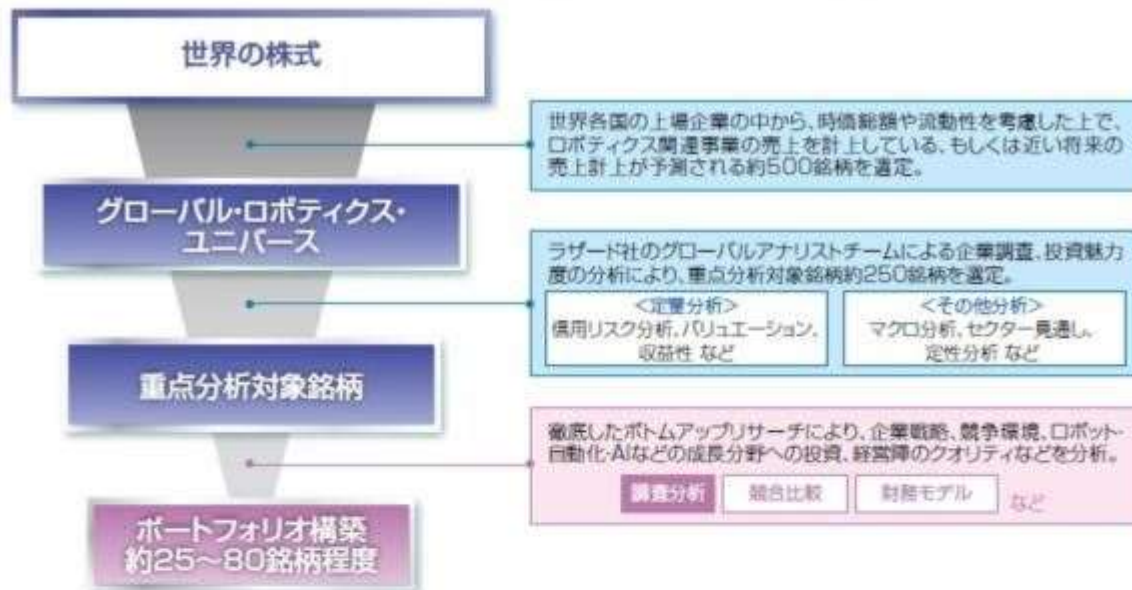 世界の株式
世界各国の上場企業の中から、時価総額や流動性を考慮した上で、
ロボティクス関連事業の売上を計上している、もしくは近い将来の
売上計上が予測される約500銘柄を選定。
グローバル・ロボティクス・
ユニバース
ラザード社のグローバルアナリストチームによる企業調査、投資魅力
度の分析により、重点分析対象銘柄約250銘柄を選定。
<定量分析>
信用リスク分析、バリュエーション、
収益性 など
<その他分析>
マクロ分析、セクター見通し、
定性分析 など
重点分析対象銘柄
徹底したボトムアップリサーチにより、企業戦略、競争環境、ロボット・
自動化・AIなどの成長分野への投資、経営陣のクオリティなどを分析。
調査分析
競合比較
財務モデル
など
ポートフォリオ構築
約25～80銘柄程度